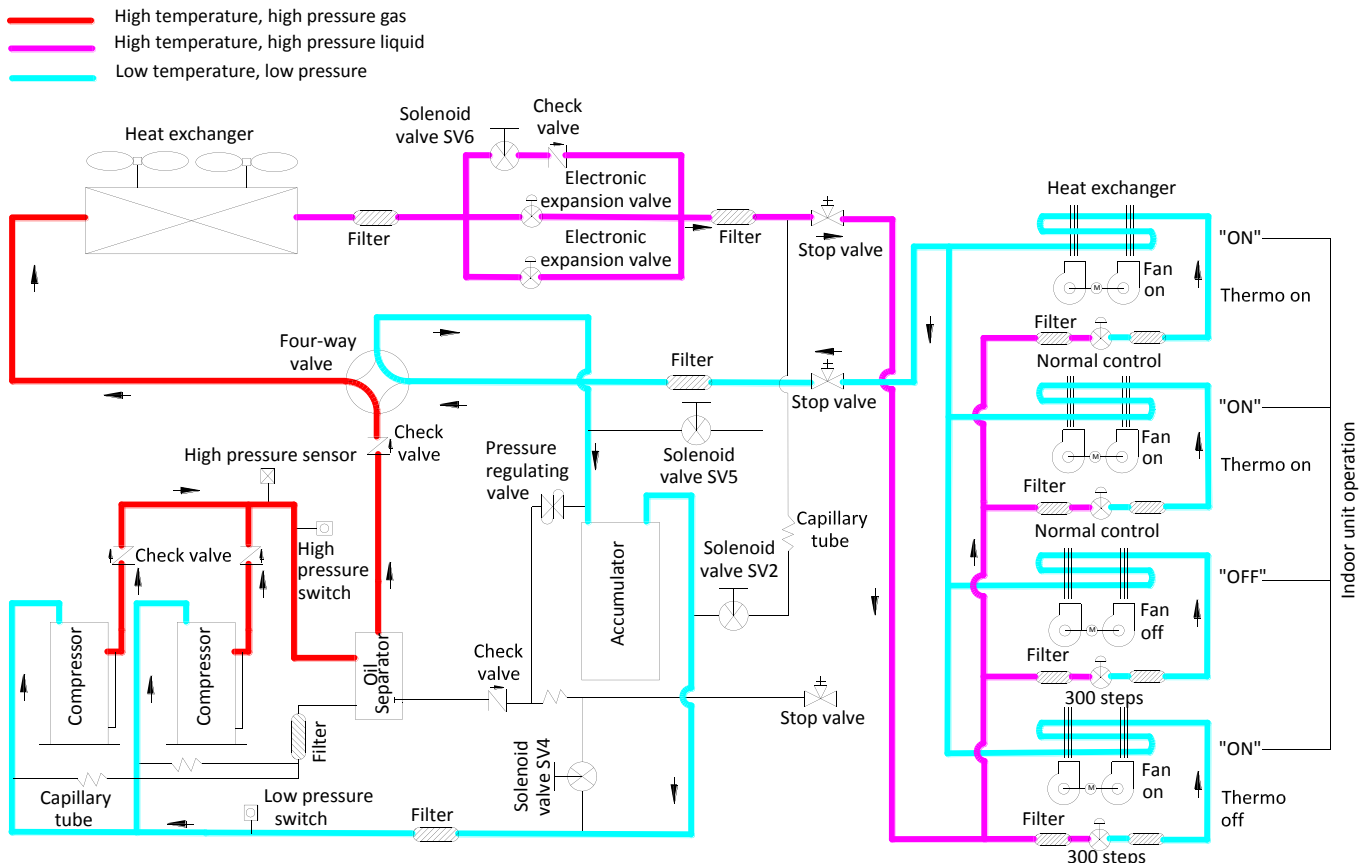 High temperature, high pressure gas
High temperature, high pressure liquid
Low temperature, low pressure
Heat exchanger
Solenoid
valve SV6
Check
valve
Electronic
expansion valve
Electronic
expansion valve
Filter
Filter
Stop valve
Heat exchanger
"ON"
Fan
on
Thermo on
Filter
Normal control
Four-way
valve
Filter
Stop valve
"ON"
Fan
on
Thermo on
Filter
Normal control
Check
valve
High pressure sensor
Pressure
regulating
valve
Solenoid
valve SV5
Capillary
tube
Check valve
High
pressure
switch
Solenoid
valve SV2
Accumulator
"OFF"
Fan
off
Filter
300 steps
Indoor unit operation
Compressor
Compressor
Oil
Separator
Check
valve
Stop valve
Filter
Solenoid
valve SV4
Capillary
tube
Low pressure
switch
Filter
"ON"
Fan
on
Thermo
off
Filter
300 steps
M
M
M
M